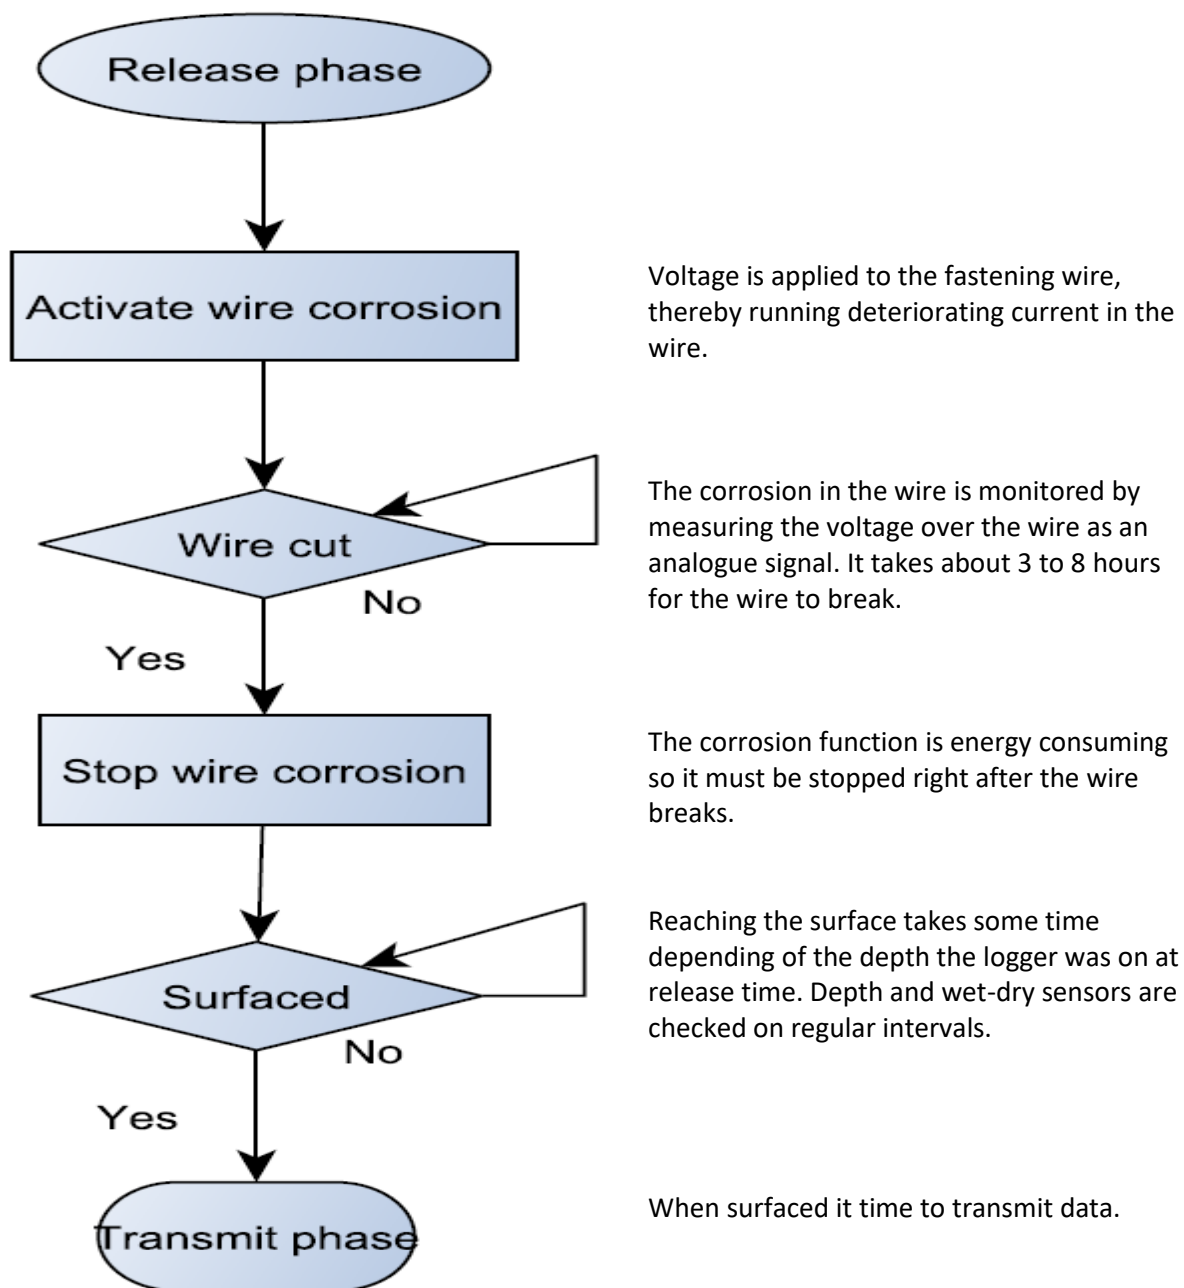 Release phase
Activate wire corrosion
Voltage is applied to the fastening wire,
thereby running deteriorating current in the
wire.
Wire cut
No
Yes
The corrosion in the wire is monitored by
measuring the voltage over the wire as an
analogue signal. It takes about 3 to 8 hours
for the wire to break.
Stop wire corrosion
The corrosion function is energy consuming
so it must be stopped right after the wire
breaks.
Surfaced
No
Yes
Reaching the surface takes some time
depending of the depth the logger was on at
release time. Depth and wet-dry sensors are
checked on regular intervals.
Transmit phase
When surfaced it time to transmit data.